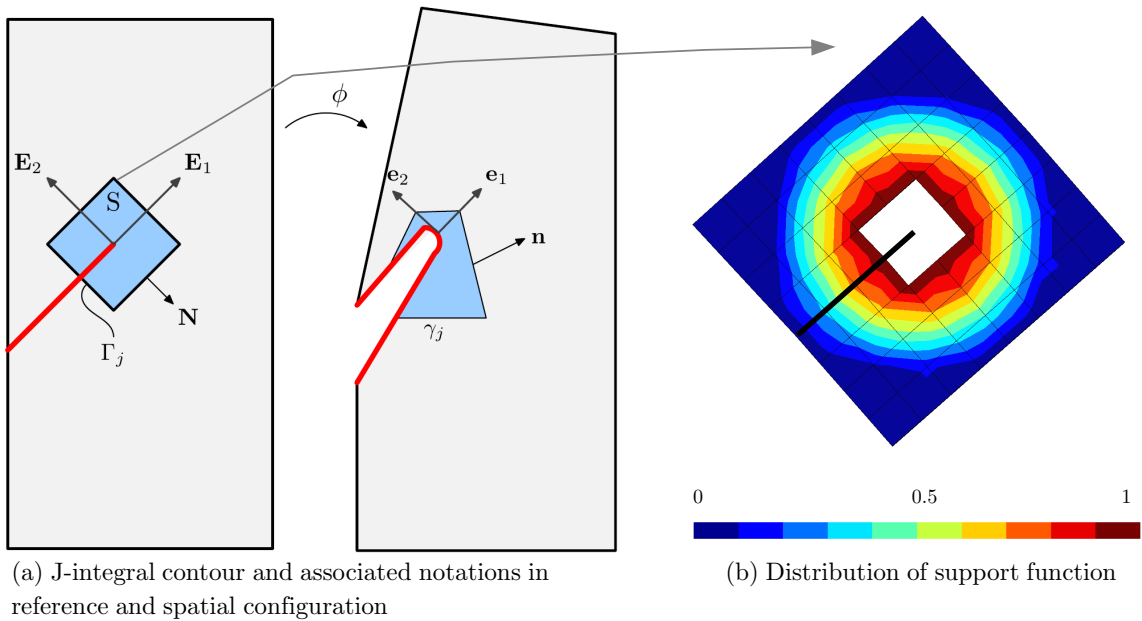 ϕ
E₂
E₁
S
N
Γⱼ
e₂
e₁
n
γⱼ
0
0.5
1
(a) J-integral contour and associated notations in
reference and spatial configuration
(b) Distribution of support function